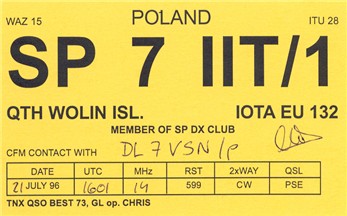 WAZ 15 POLAND ITU 28
SP 7 IIT/1
QTH WOLIN ISL. IOTA EU 132
MEMBER OF SP DX CLUB
CFM CONTACT WITH DL7VSN/p
DATE UTC MHz RST 2xWAY QSL
21 JULY 96 1601 14 599 CW PSE
TNX QSO BEST 73, GL op. CHRIS